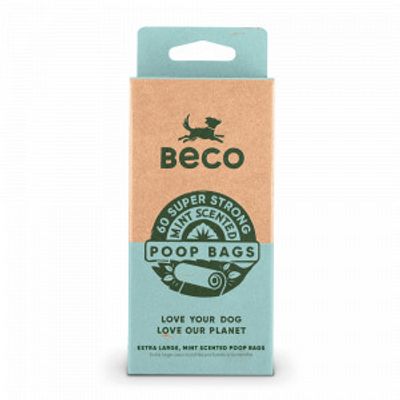 BECO
60 SUPER STRONG
MINT SCENTED
POOP BAGS
LOVE YOUR DOG
LOVE OUR PLANET
EXTRA LARGE, MINT SCENTED POOP BAGS